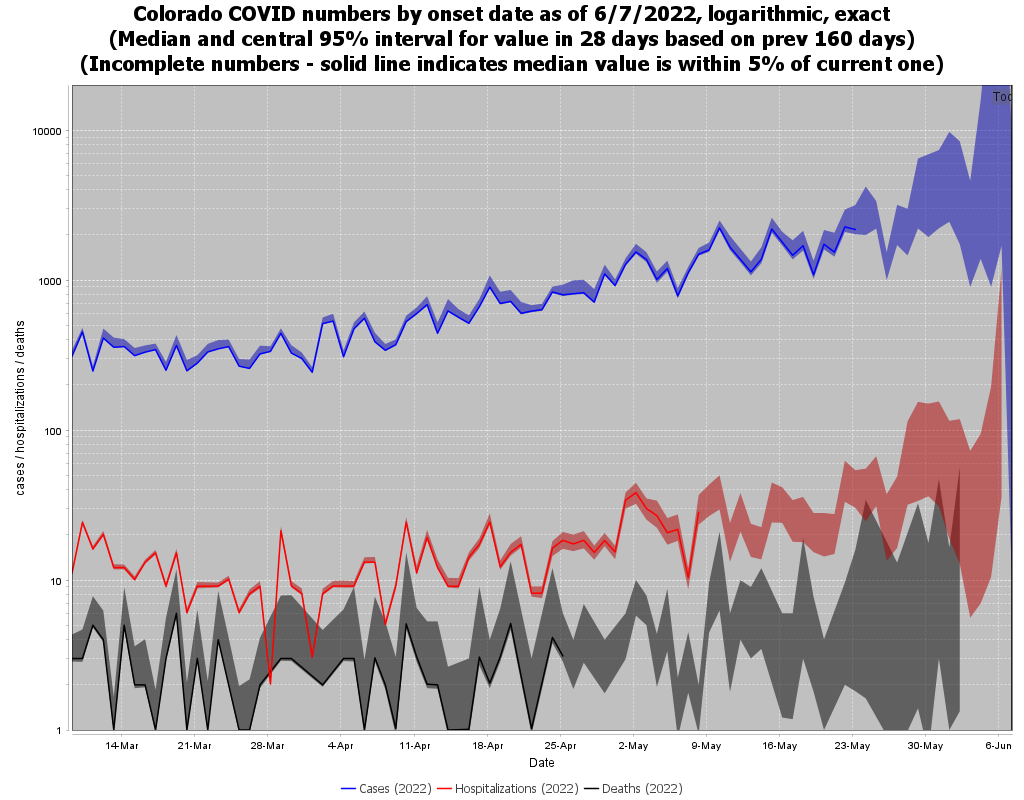 Colorado COVID numbers by onset date as of 6/7/2022, logarithmic, exact
(Median and central 95% interval for value in 28 days based on prev 160 days)
(Incomplete numbers - solid line indicates median value is within 5% of current one)
Too
10000
1000
100
10
1
cases / hospitalizations / deaths
14-Mar 21-Mar 28-Mar 4-Apr 11-Apr 18-Apr 25-Apr 2-May 9-May 16-May 23-May 30-May 6-Jun
Date
Cases (2022) Hospitalizations (2022) Deaths (2022)